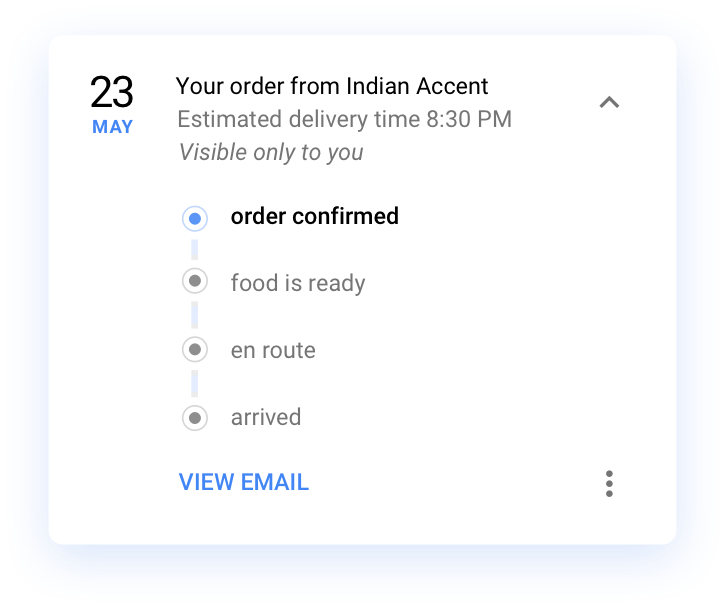 23
MAY
Your order from Indian Accent
Estimated delivery time 8:30 PM
Visible only to you
order confirmed
food is ready
en route
arrived
VIEW EMAIL